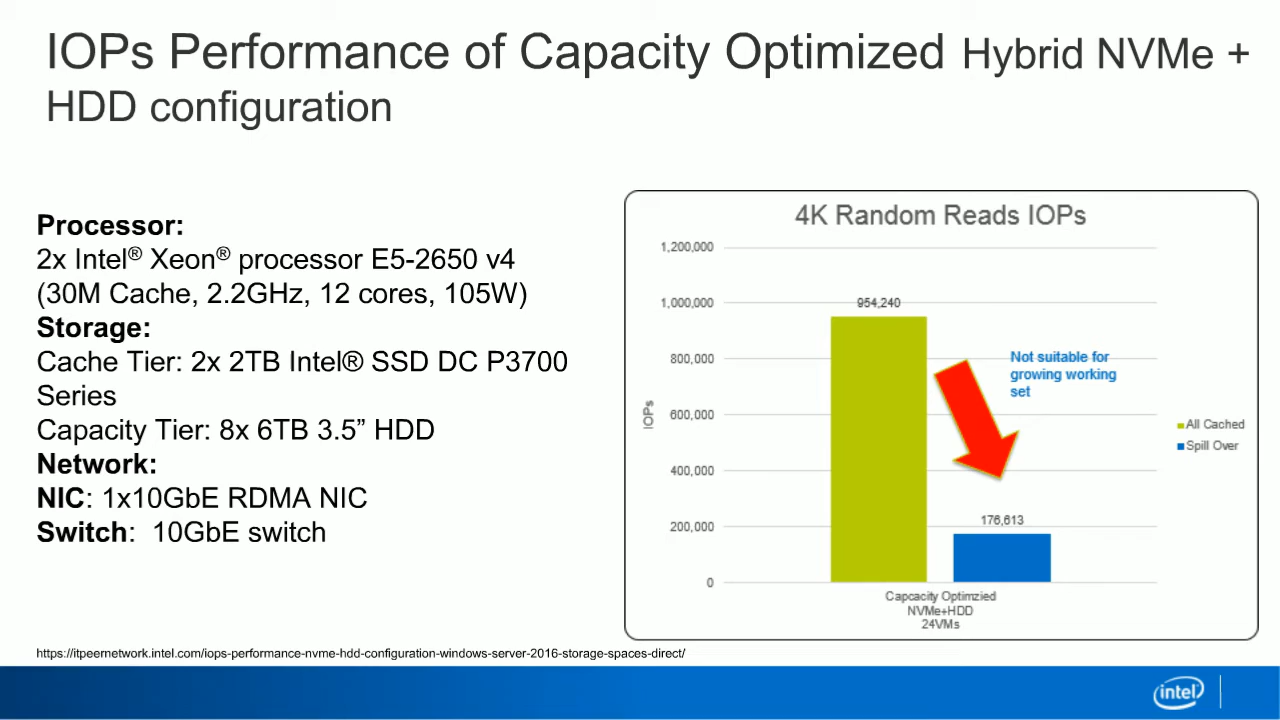 IOPs Performance of Capacity Optimized Hybrid NVMe +
HDD configuration
Processor:
2x Intel® Xeon® processor E5-2650 v4
(30M Cache, 2.2GHz, 12 cores, 105W)
Storage:
Cache Tier: 2x 2TB Intel® SSD DC P3700
Series
Capacity Tier: 8x 6TB 3.5” HDD
Network:
NIC: 1x10GbE RDMA NIC
Switch:  10GbE switch
4K Random Reads IOPs
1,200,000
1,000,000
800,000
600,000
400,000
200,000
0
IOPs
954,240
176,613
Not suitable for
growing working
set
All Cached
Spill Over
Capcacity Optimzied
NVMe+HDD
24VMs
https://itpeernetwork.intel.com/iops-performance-nvme-hdd-configuration-windows-server-2016-storage-spaces-direct/
intel